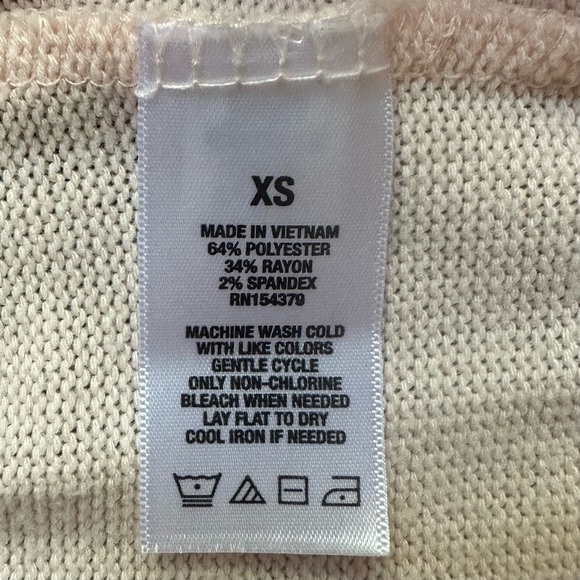 XS
MADE IN VIETNAM
64% POLYESTER
34% RAYON
2% SPANDEX
RN154379
MACHINE WASH COLD
WITH LIKE COLORS
GENTLE CYCLE
ONLY NON-CHLORINE
BLEACH WHEN NEEDED
LAY FLAT TO DRY
COOL IRON IF NEEDED